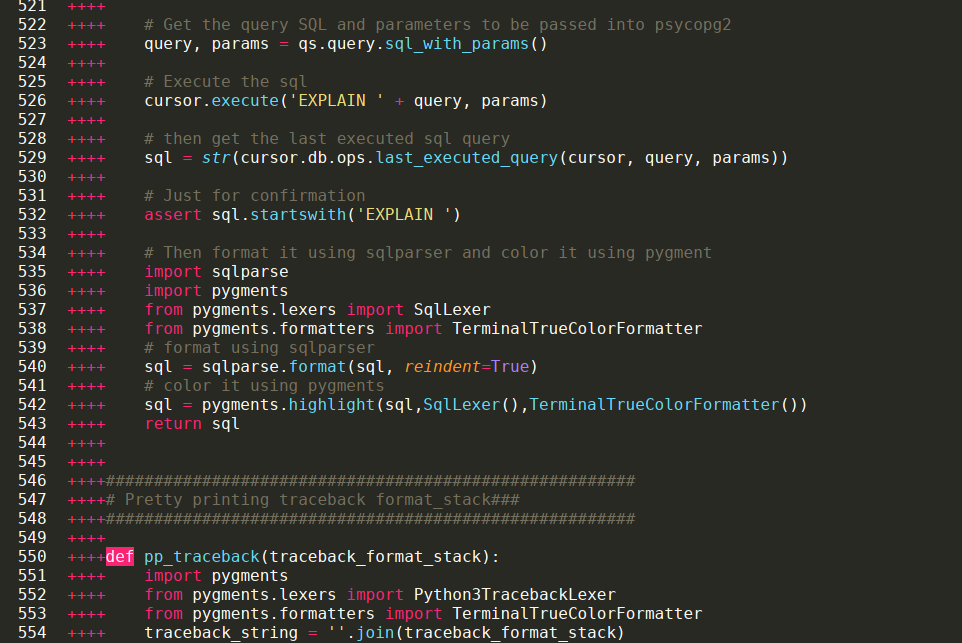 521 ++++
522 ++++    # Get the query SQL and parameters to be passed into psycopg2
523 ++++    query, params = qs.query.sql_with_params()
524 ++++
525 ++++    # Execute the sql
526 ++++    cursor.execute('EXPLAIN ' + query, params)
527 ++++
528 ++++    # then get the last executed sql query
529 ++++    sql = str(cursor.db.ops.last_executed_query(cursor, query, params))
530 ++++
531 ++++    # Just for confirmation
532 ++++    assert sql.startswith('EXPLAIN ')
533 ++++
534 ++++    # Then format it using sqlparser and color it using pygment
535 ++++    import sqlparse
536 ++++    import pygments
537 ++++    from pygments.lexers import SqlLexer
538 ++++    from pygments.formatters import TerminalTrueColorFormatter
539 ++++    # format using sqlparser
540 ++++    sql = sqlparse.format(sql, reindent=True)
541 ++++    # color it using pygments
542 ++++    sql = pygments.highlight(sql,SqlLexer(),TerminalTrueColorFormatter())
543 ++++    return sql
544 ++++
545 ++++
546 ++++#######################################################
547 ++++# Pretty printing traceback format_stack###
548 ++++#######################################################
549 ++++
550 ++++def pp_traceback(traceback_format_stack):
551 ++++    import pygments
552 ++++    from pygments.lexers import Python3TracebackLexer
553 ++++    from pygments.formatters import TerminalTrueColorFormatter
554 ++++    traceback_string = ''.join(traceback_format_stack)